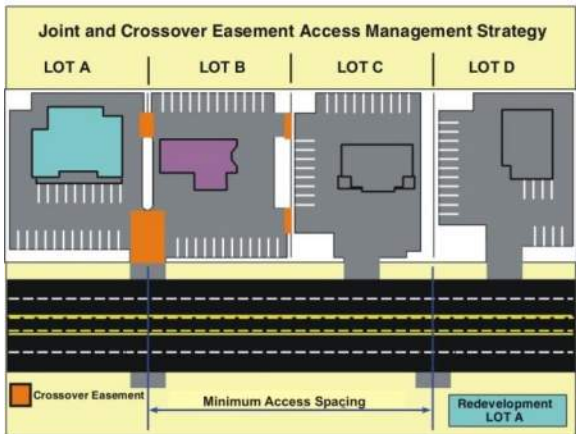 Joint and Crossover Easement Access Management Strategy
LOT A LOT B LOT C LOT D
Crossover Easement
Minimum Access Spacing
Redevelopment
LOT A